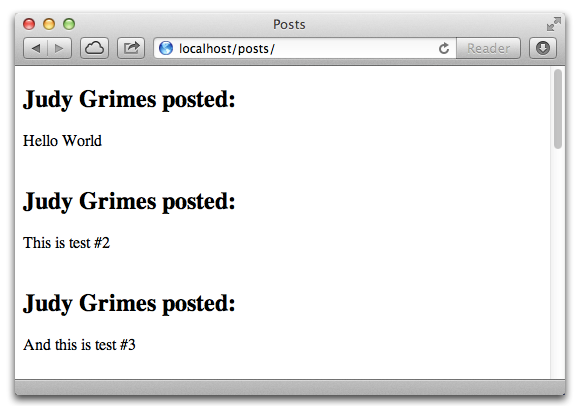 Posts
localhost/posts/
Reader
Judy Grimes posted:
Hello World
Judy Grimes posted:
This is test #2
Judy Grimes posted:
And this is test #3